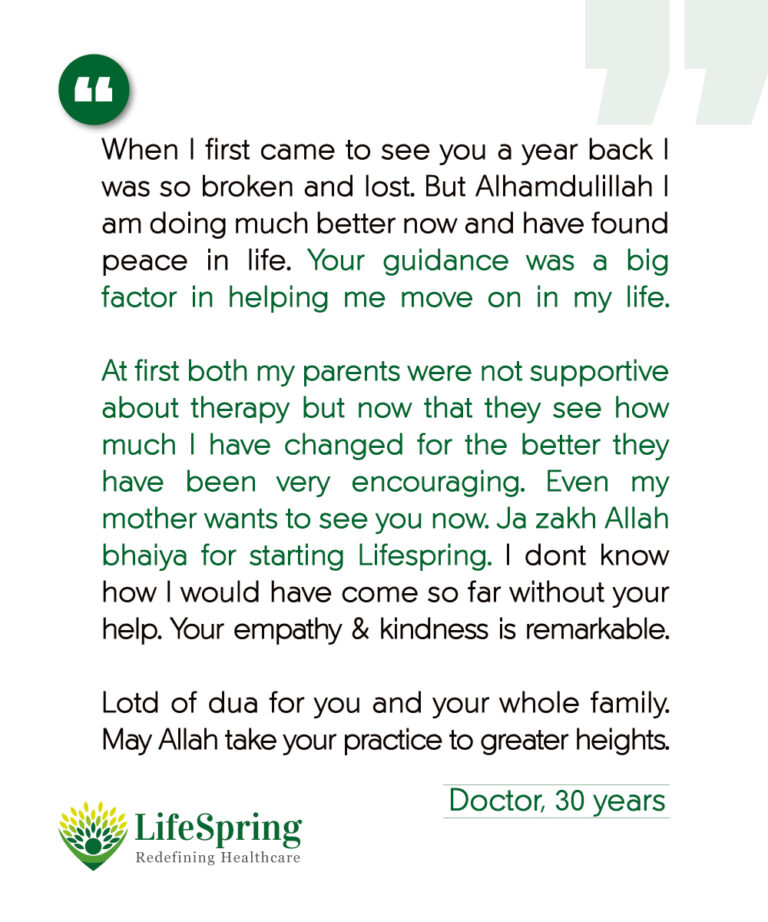 When I first came to see you a year back I
was so broken and lost. But Alhamdulillah I
am doing much better now and have found
peace in life. Your guidance was a big
factor in helping me move on in my life.
At first both my parents were not supportive
about therapy but now that they see how
much I have changed for the better they
have been very encouraging. Even my
mother wants to see you now. Ja zakh Allah
bhaiya for starting Lifespring. I dont know
how I would have come so far without your
help. Your empathy & kindness is remarkable.
Lotd of dua for you and your whole family.
May Allah take your practice to greater heights.
Doctor, 30 years
LifeSpring
Redefining Healthcare